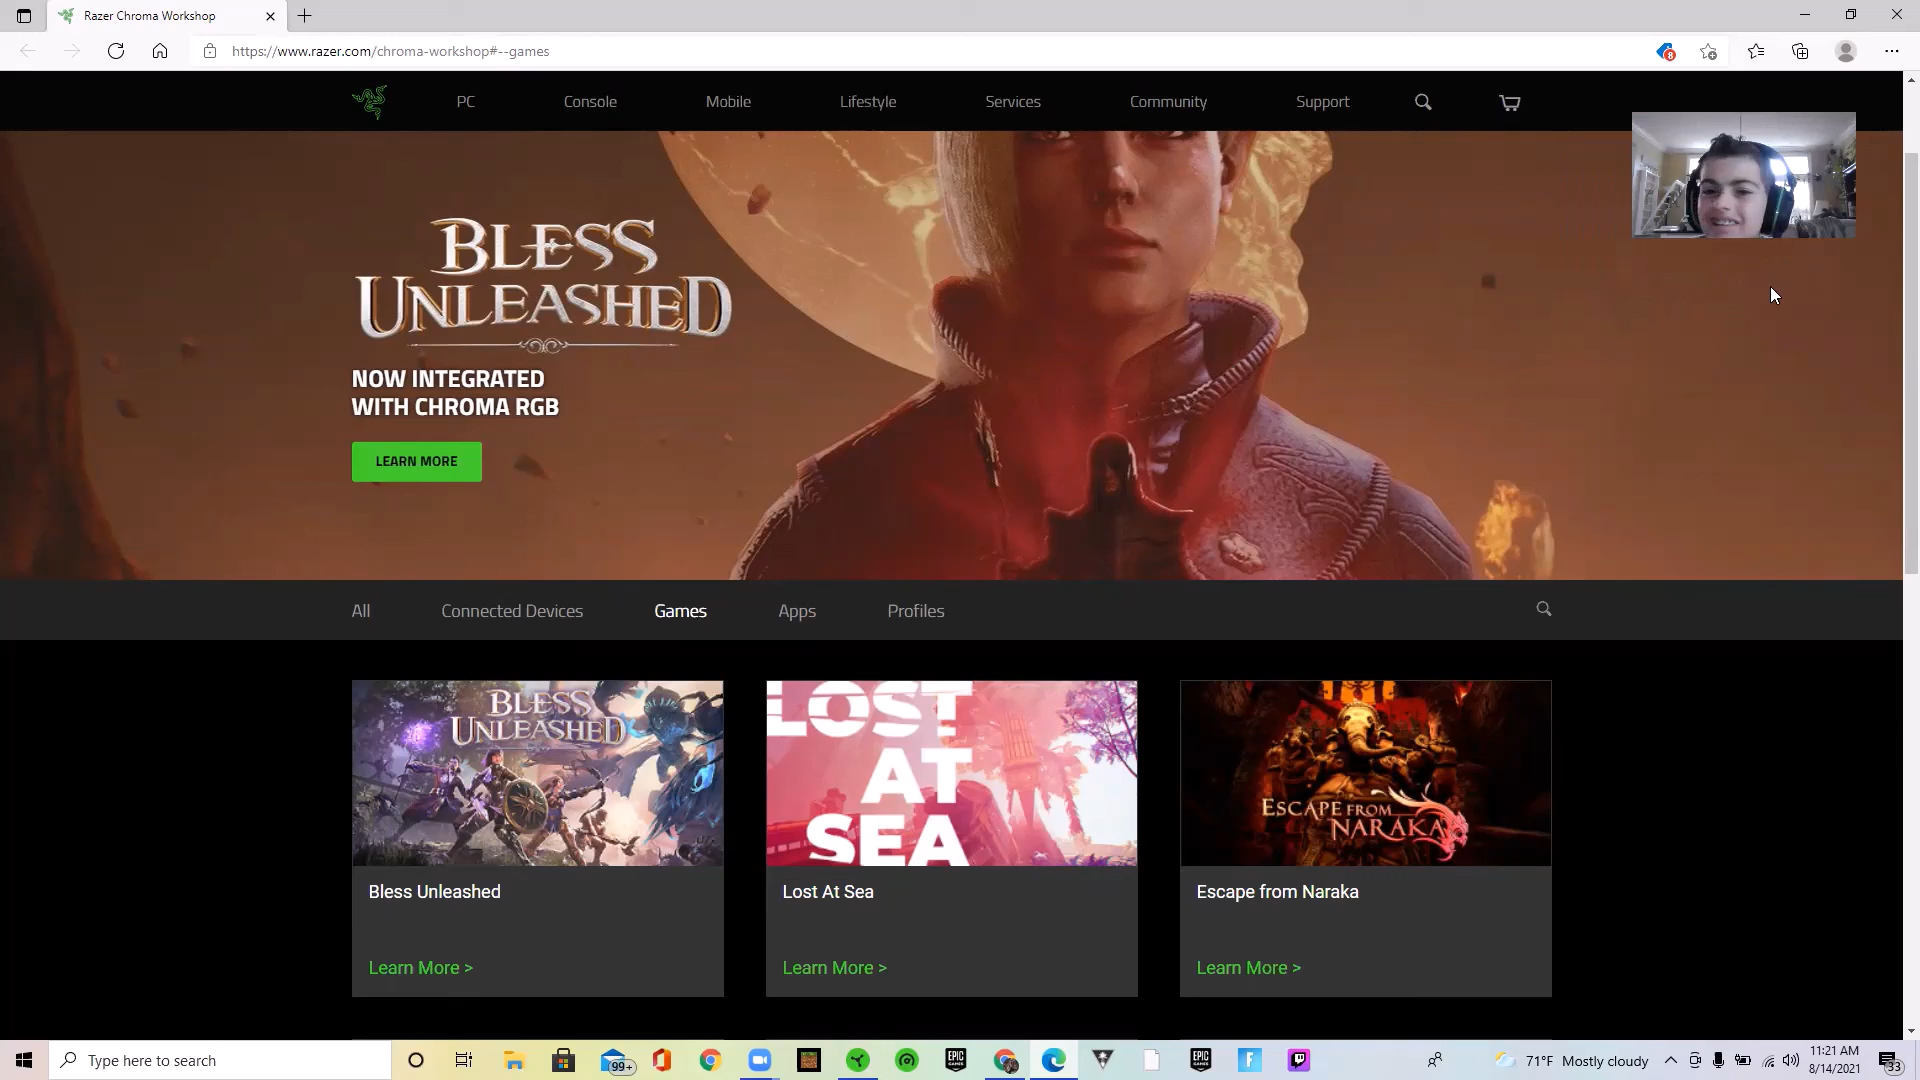 Razer Chroma Workshop
https://www.razer.com/chroma-workshop#--games
8
PC Console Mobile Lifestyle Services Community Support
BLESS
UNLEASHED
NOW INTEGRATED
WITH CHROMA RGB
LEARN MORE
All Connected Devices Games Apps Profiles
BLESS
UNLEASHED
LOST
AT
SEA
ESCAPE FROM
NARAKA
Bless Unleashed
Lost At Sea
Escape from Naraka
Learn More >
Learn More >
Learn More >
Type here to search
99+
EPIC
GAMES
EPIC
GAMES
71°F Mostly cloudy
11:21 AM
8/14/2021
33